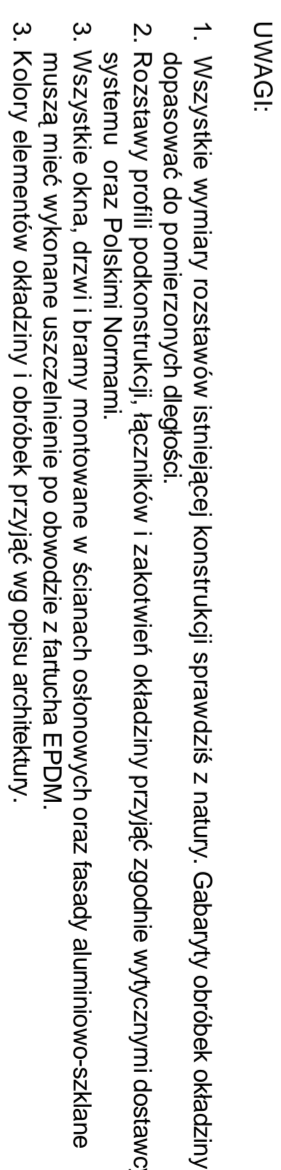 UWAGI:
1. Wszystkie wymiary rozstawów istniejącej konstrukcji sprawdziś z natury. Gabaryty obróbek okładziny
dopasować do pomierzonych dległości.
2. Rozstawy profili podkonstrukcji, łączników i zakotwień okładziny przyjąć zgodnie wytycznymi dostawcy
systemu oraz Polskimi Normami.
3. Wszystkie okna, drzwi i bramy montowane w ścianach osłonowych oraz fasady aluminiowo-szklane
muszą mieć wykonane uszczelnienie po obwodzie z fartucha EPDM.
3. Kolory elementów okładziny i obróbek przyjąć wg opisu architektury.